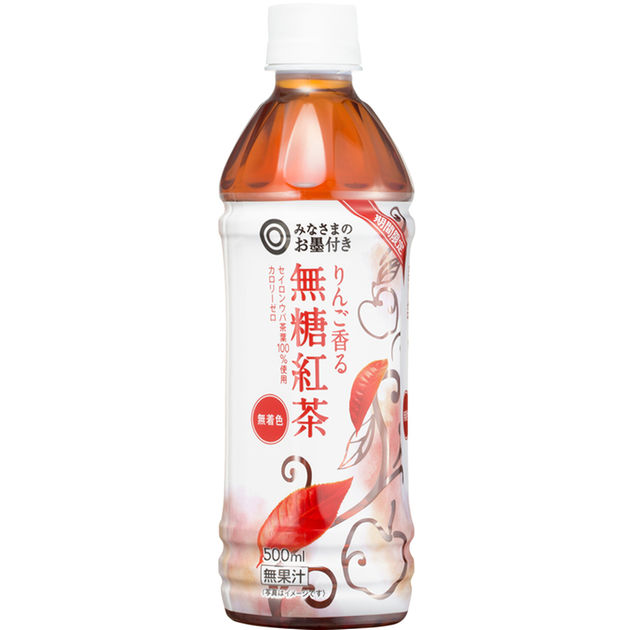 みなさまの
お墨付き
期間限定
りんご香る
無糖紅茶
セイロンウバ茶葉100%使用
カロリーゼロ
無着色
500ml
無果汁
(写真はイメージです)